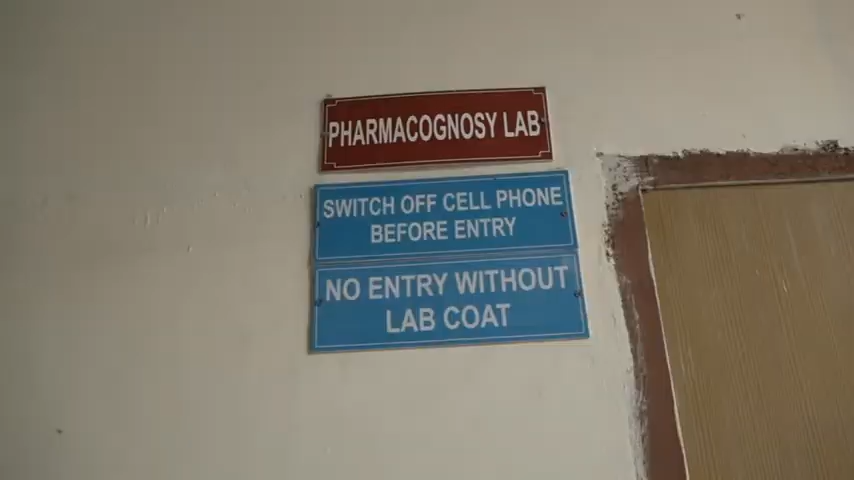 PHARMACOGNOSY LAB
SWITCH OFF CELL PHONE
BEFORE ENTRY
NO ENTRY WITHOUT
LAB COAT